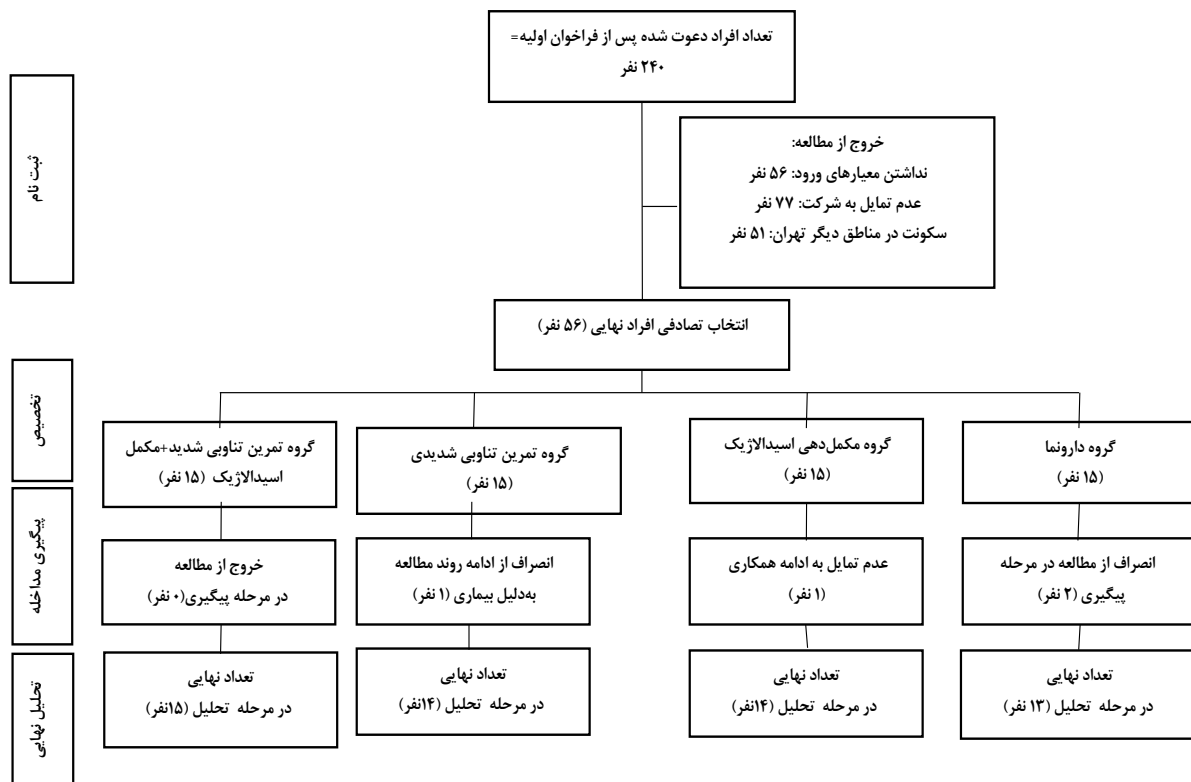 تعداد افراد دعوت شده پس از فراخوان اولیه=
۲۴۰ نفر
ثبت نام
خروج از مطالعه:
نداشتن معیارهای ورود: ۵۶ نفر
عدم تمایل به شرکت: ۷۷ نفر
سکونت در مناطق دیگر تهران: ۵۱ نفر
انتخاب تصادفی افراد نهایی (۵۶ نفر)
تخصیص
گروه دارونما
(۱۵ نفر)
گروه مکمل‌دهی اسیدالاژیک
(۱۵ نفر)
گروه تمرین تناوبی شدیدی
(۱۵ نفر)
گروه تمرین تناوبی شدید+مکمل
اسیدالاژیک (۱۵ نفر)
پیگیری مداخله
انصراف از مطالعه در مرحله
پیگیری (۲ نفر)
عدم تمایل به ادامه همکاری
(۱ نفر)
انصراف از ادامه روند مطالعه
به‌دلیل بیماری (۱ نفر)
خروج از مطالعه
در مرحله پیگیری(۰ نفر)
تحلیل نهایی
تعداد نهایی
در مرحله تحلیل (۱۳ نفر)
تعداد نهایی
در مرحله تحلیل (۱۴نفر)
تعداد نهایی
در مرحله تحلیل (۱۴نفر)
تعداد نهایی
در مرحله تحلیل (۱۵نفر)